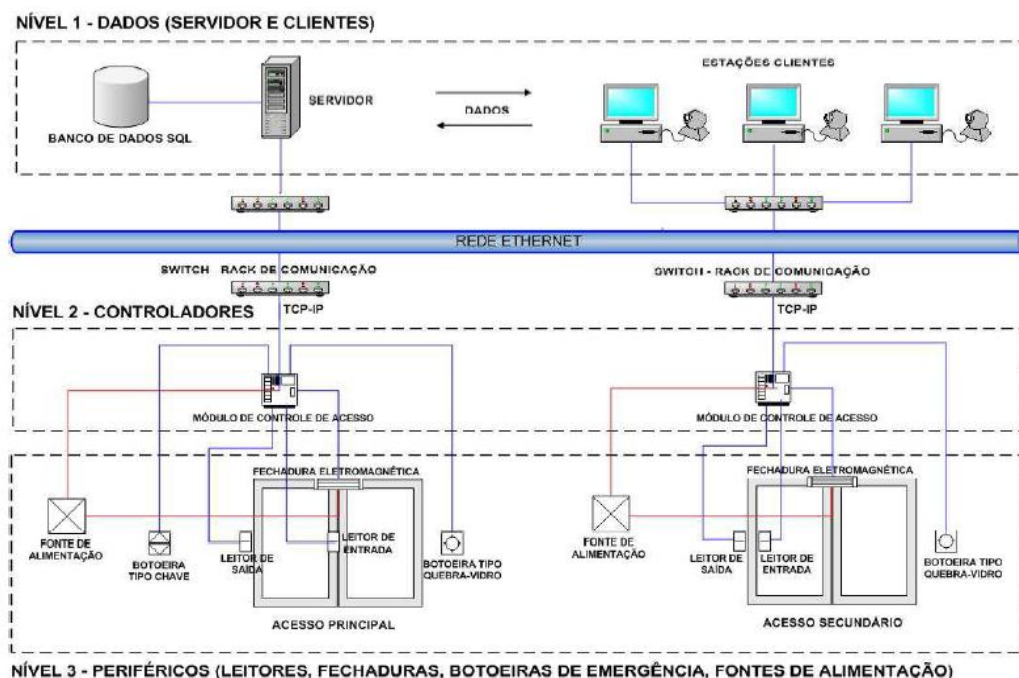 NÍVEL 1 - DADOS (SERVIDOR E CLIENTES)
ESTAÇÕES CLIENTES
SERVIDOR
DADOS
BANCO DE DADOS SQL
REDE ETHERNET
SWITCH - RACK DE COMUNICAÇÃO
SWITCH - RACK DE COMUNICAÇÃO
TCP-IP
TCP-IP
NÍVEL 2 - CONTROLADORES
MÓDULO DE CONTROLE DE ACESSO
MÓDULO DE CONTROLE DE ACESSO
FECHADURA ELETROMAGNÉTICA
FECHADURA ELETROMAGNÉTICA
FONTE DE
ALIMENTAÇÃO
BOTOEIRA
TIPO CHAVE
LEITOR DE
SAÍDA
LEITOR DE
ENTRADA
BOTOEIRA TIPO
QUEBRA-VIDRO
ACESSO PRINCIPAL
FONTE DE
ALIMENTAÇÃO
LEITOR DE
SAÍDA
LEITOR DE
ENTRADA
BOTOEIRA TIPO
QUEBRA-VIDRO
ACESSO SECUNDÁRIO
NÍVEL 3 - PERIFÉRICOS (LEITORES, FECHADURAS, BOTOEIRAS DE EMERGÊNCIA, FONTES DE ALIMENTAÇÃO)